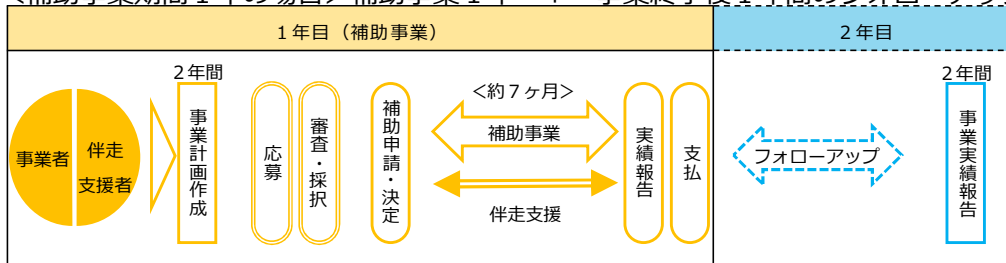 1年目（補助事業）
2年目
事業者
伴走
支援者
2年間
事業計画作成
応募
審査・採択
補助申請・決定
<約7ヶ月>
補助事業
伴走支援
実績報告
支払
フォローアップ
2年間
事業実績報告